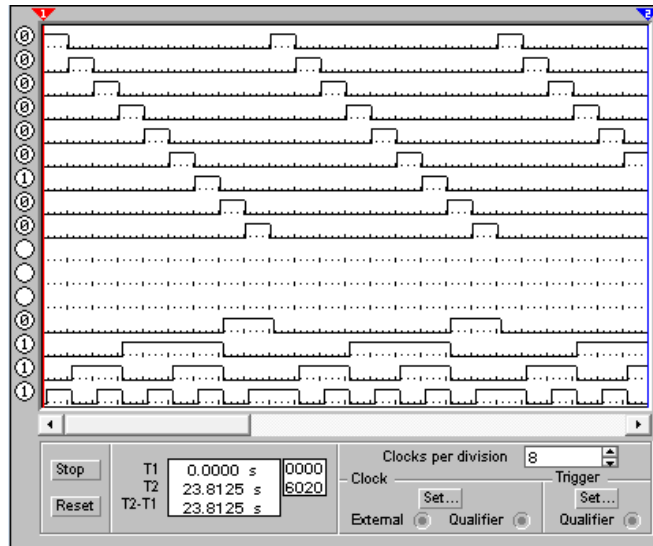 1 2
0
0
0
0
0
0
1
0
0
0
1
1
1
Clocks per division 8
Stop
T1 0.0000 s 0000
T2 23.8125 s 6020
T2-T1 23.8125 s
Reset
Clock
Set...
External Qualifier
Trigger
Set...
Qualifier